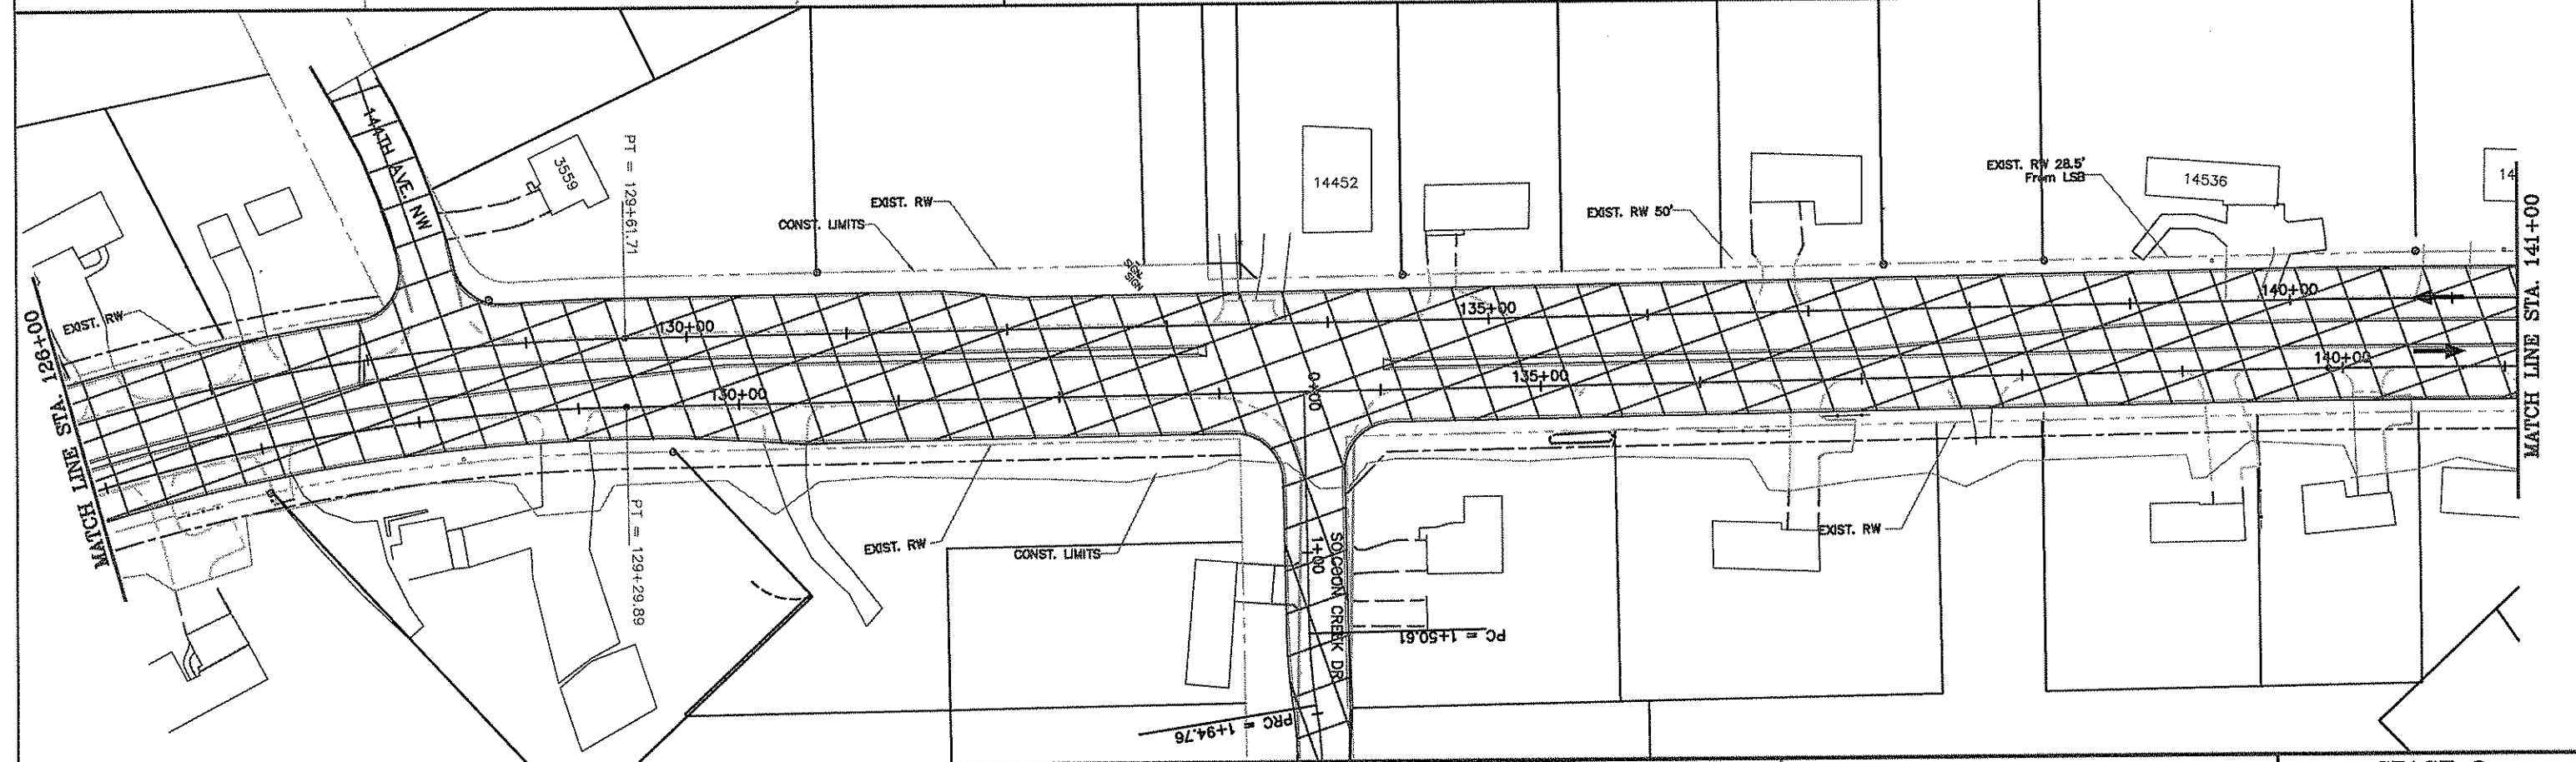 144TH AVE. NW
3559
PT = 129+61.71
EXIST. RW
CONST. LIMITS
SIGN
SIGN
14452
EXIST. RW 50'
EXIST. RW 28.5'
From LSB
14536
14
MATCH LINE STA. 141+00
MATCH LINE STA. 126+00
EXIST. RW
130+00
135+00
140+00
130+00
0+00
135+00
140+00
PT = 129+29.89
EXIST. RW
CONST. LIMITS
1+00
CREEK DR
PC = 1+50.61
PRC = 1+94.76
EXIST. RW